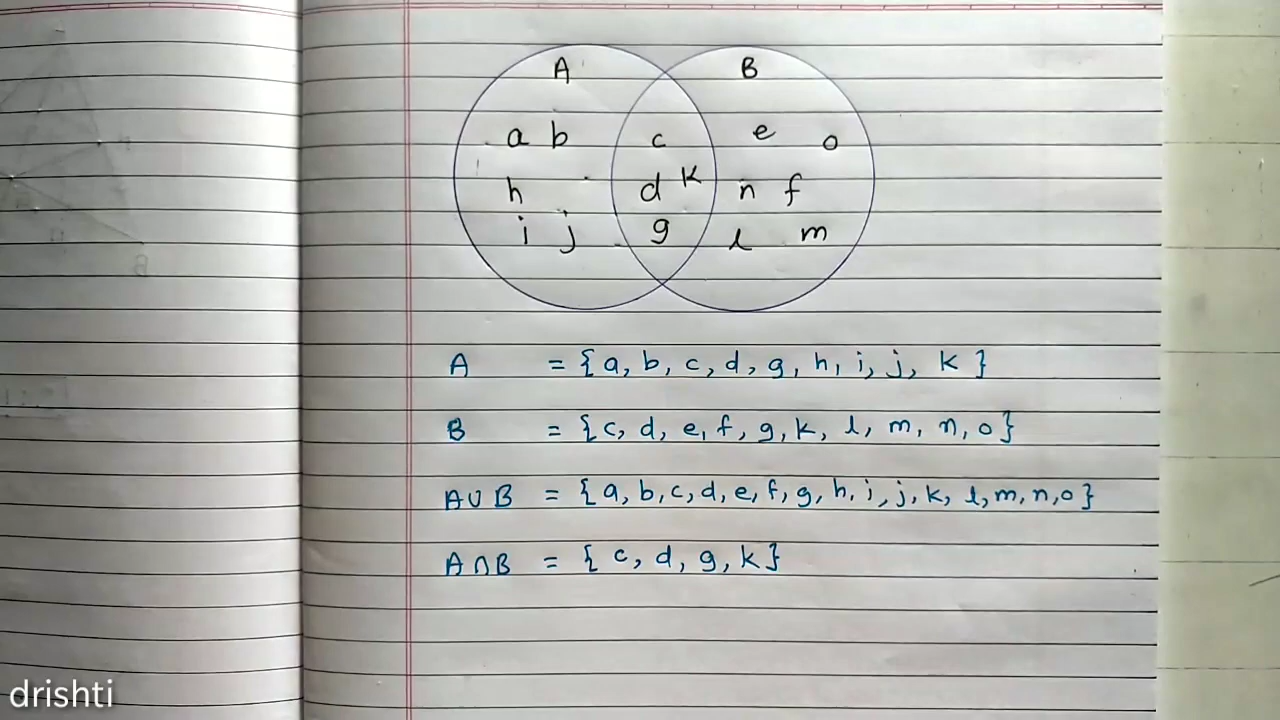 A B
a b c e o
h d k n f
i j g l m
A = {a, b, c, d, g, h, i, j, k}
B = {c, d, e, f, g, k, l, m, n, o}
A∪B = {a, b, c, d, e, f, g, h, i, j, k, l, m, n, o}
A∩B = {c, d, g, k}
drishti